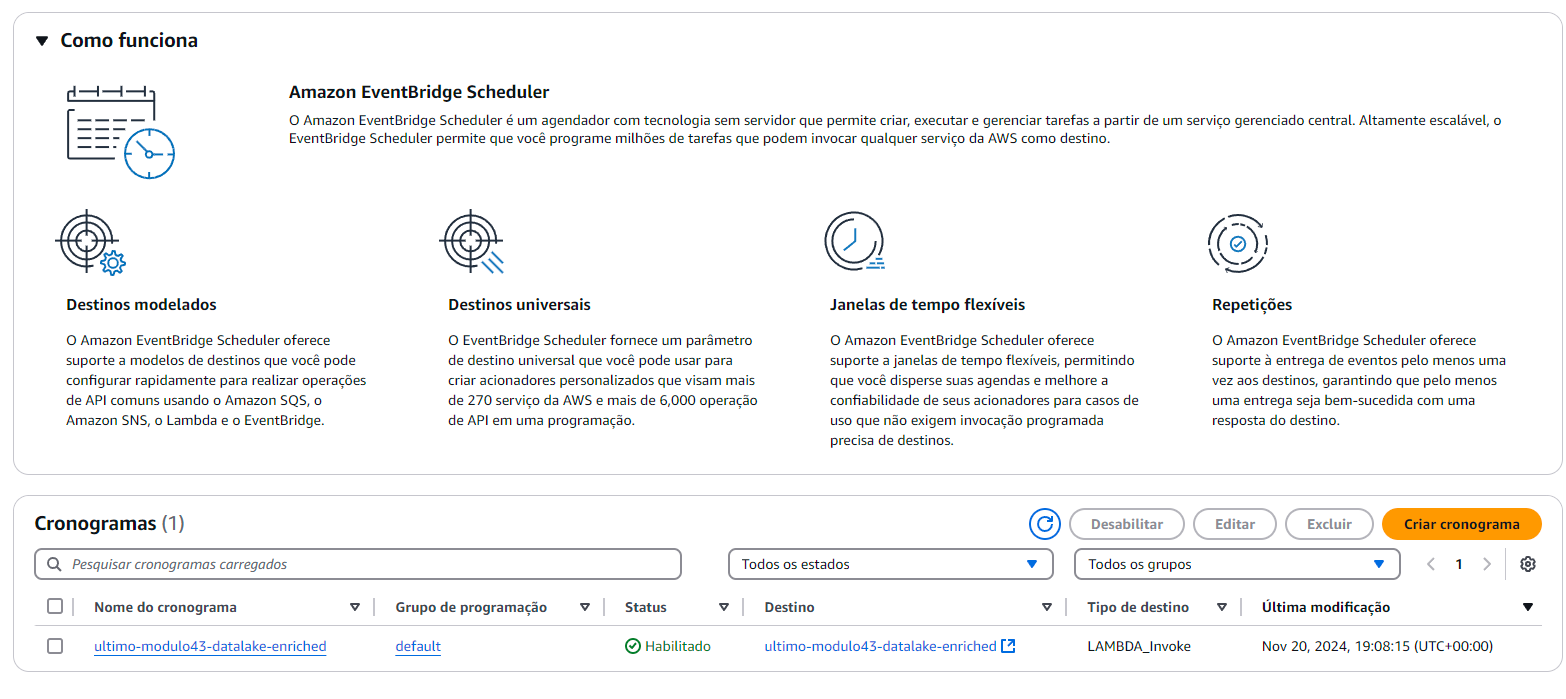 Como funciona
Amazon EventBridge Scheduler
O Amazon EventBridge Scheduler é um agendador com tecnologia sem servidor que permite criar, executar e gerenciar tarefas a partir de um serviço gerenciado central. Altamente escalável, o
EventBridge Scheduler permite que você programe milhões de tarefas que podem invocar qualquer serviço da AWS como destino.
Destinos modelados
O Amazon EventBridge Scheduler oferece
suporte a modelos de destinos que você pode
configurar rapidamente para realizar operações
de API comuns usando o Amazon SQS, o
Amazon SNS, o Lambda e o EventBridge.
Destinos universais
O EventBridge Scheduler fornece um parâmetro
de destino universal que você pode usar para
criar acionadores personalizados que visam mais
de 270 serviço da AWS e mais de 6,000 operação
de API em uma programação.
Janelas de tempo flexíveis
O Amazon EventBridge Scheduler oferece
suporte a janelas de tempo flexíveis, permitindo
que você disperse suas agendas e melhore a
confiabilidade de seus acionadores para casos de
uso que não exigem invocação programada
precisa de destinos.
Repetições
O Amazon EventBridge Scheduler oferece
suporte à entrega de eventos pelo menos uma
vez aos destinos, garantindo que pelo menos
uma entrega seja bem-sucedida com uma
resposta do destino.
Cronogramas (1)
Desabilitar Editar Excluir Criar cronograma
Pesquisar cronogramas carregados Todos os estados Todos os grupos 1
Nome do cronograma Grupo de programação Status Destino Tipo de destino Última modificação
ultimo-modulo43-datalake-enriched default Habilitado ultimo-modulo43-datalake-enriched LAMBDA_Invoke Nov 20, 2024, 19:08:15 (UTC+00:00)